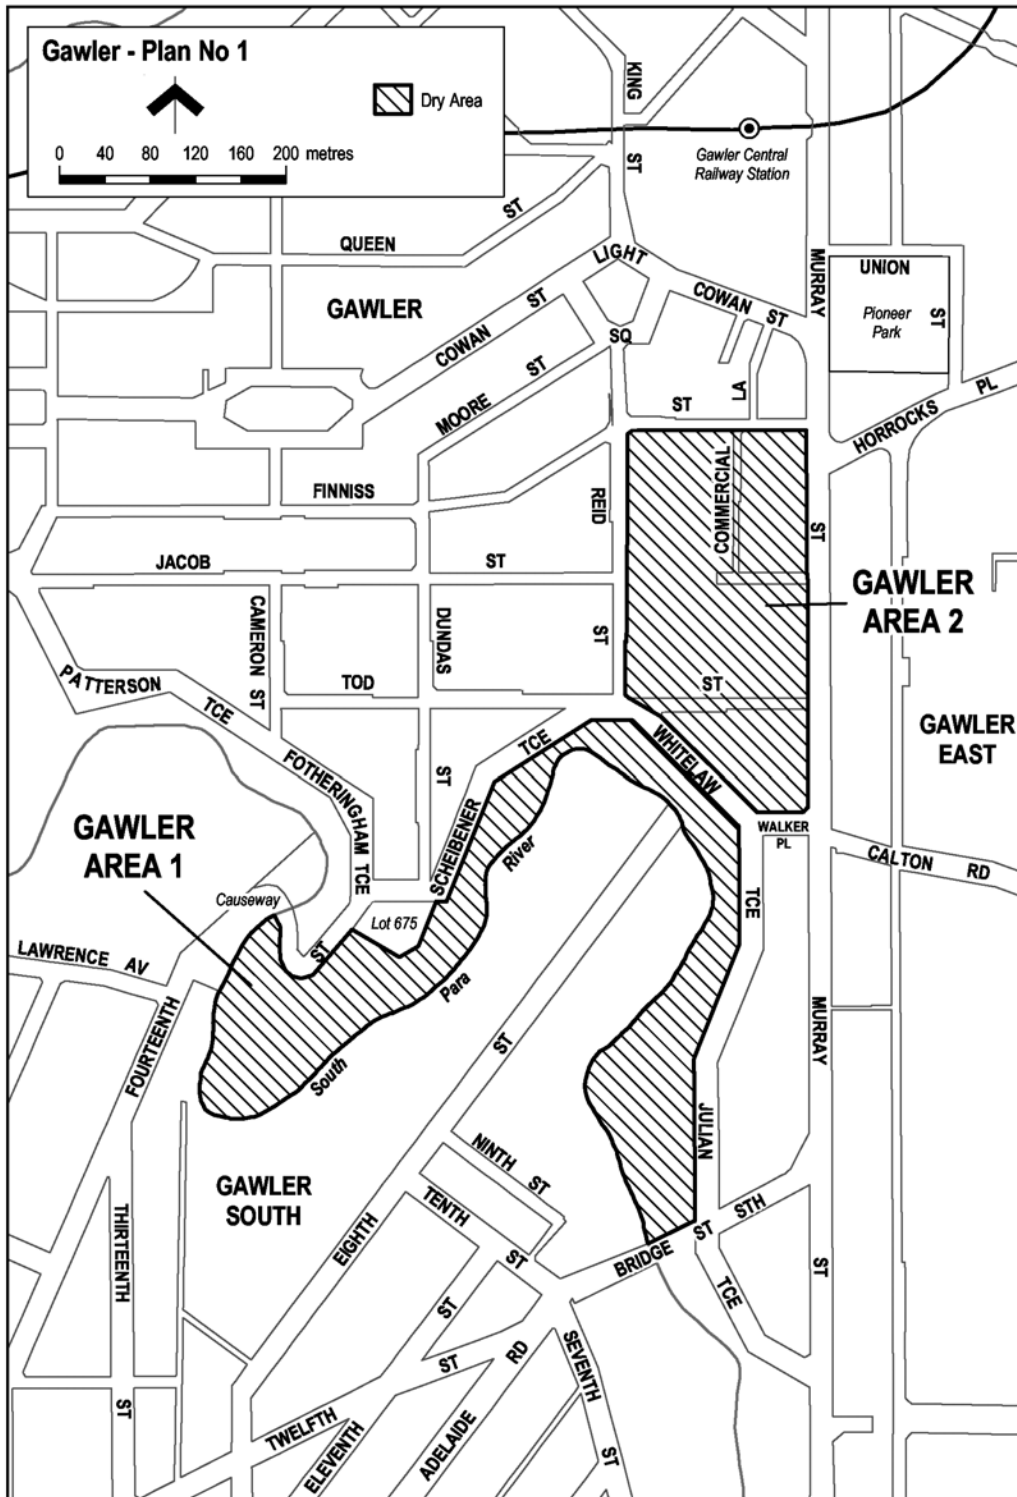 Gawler - Plan No 1
Dry Area
0 40 80 120 160 200 metres
KING
ST
Gawler Central
Railway Station
QUEEN
ST
LIGHT
SQ
GAWLER
COWAN
ST
COWAN
ST
MURRAY
UNION
ST
Pioneer
Park
MOORE
ST
ST
LA
HORROCKS
PL
FINNISS
REID
COMMERCIAL
ST
JACOB
ST
GAWLER
AREA 2
CAMERON ST
DUNDAS
ST
PATTERSON
TCE
TOD
ST
GAWLER
EAST
FOTHERINGHAM TCE
ST
TCE
WHITELAW
GAWLER
AREA 1
SCHEIBENER
River
WALKER
PL
CALTON
RD
Causeway
Lot 675
TCE
LAWRENCE
AV
ST
Para
FOURTEENTH
South
ST
MURRAY
JULIAN
NINTH
ST
GAWLER
SOUTH
TENTH
ST
THIRTEENTH
EIGHTH
BRIDGE
ST
STH
ST
TCE
ST
ST
RD
SEVENTH
ST
TWELFTH
ELEVENTH
ADELAIDE
ST